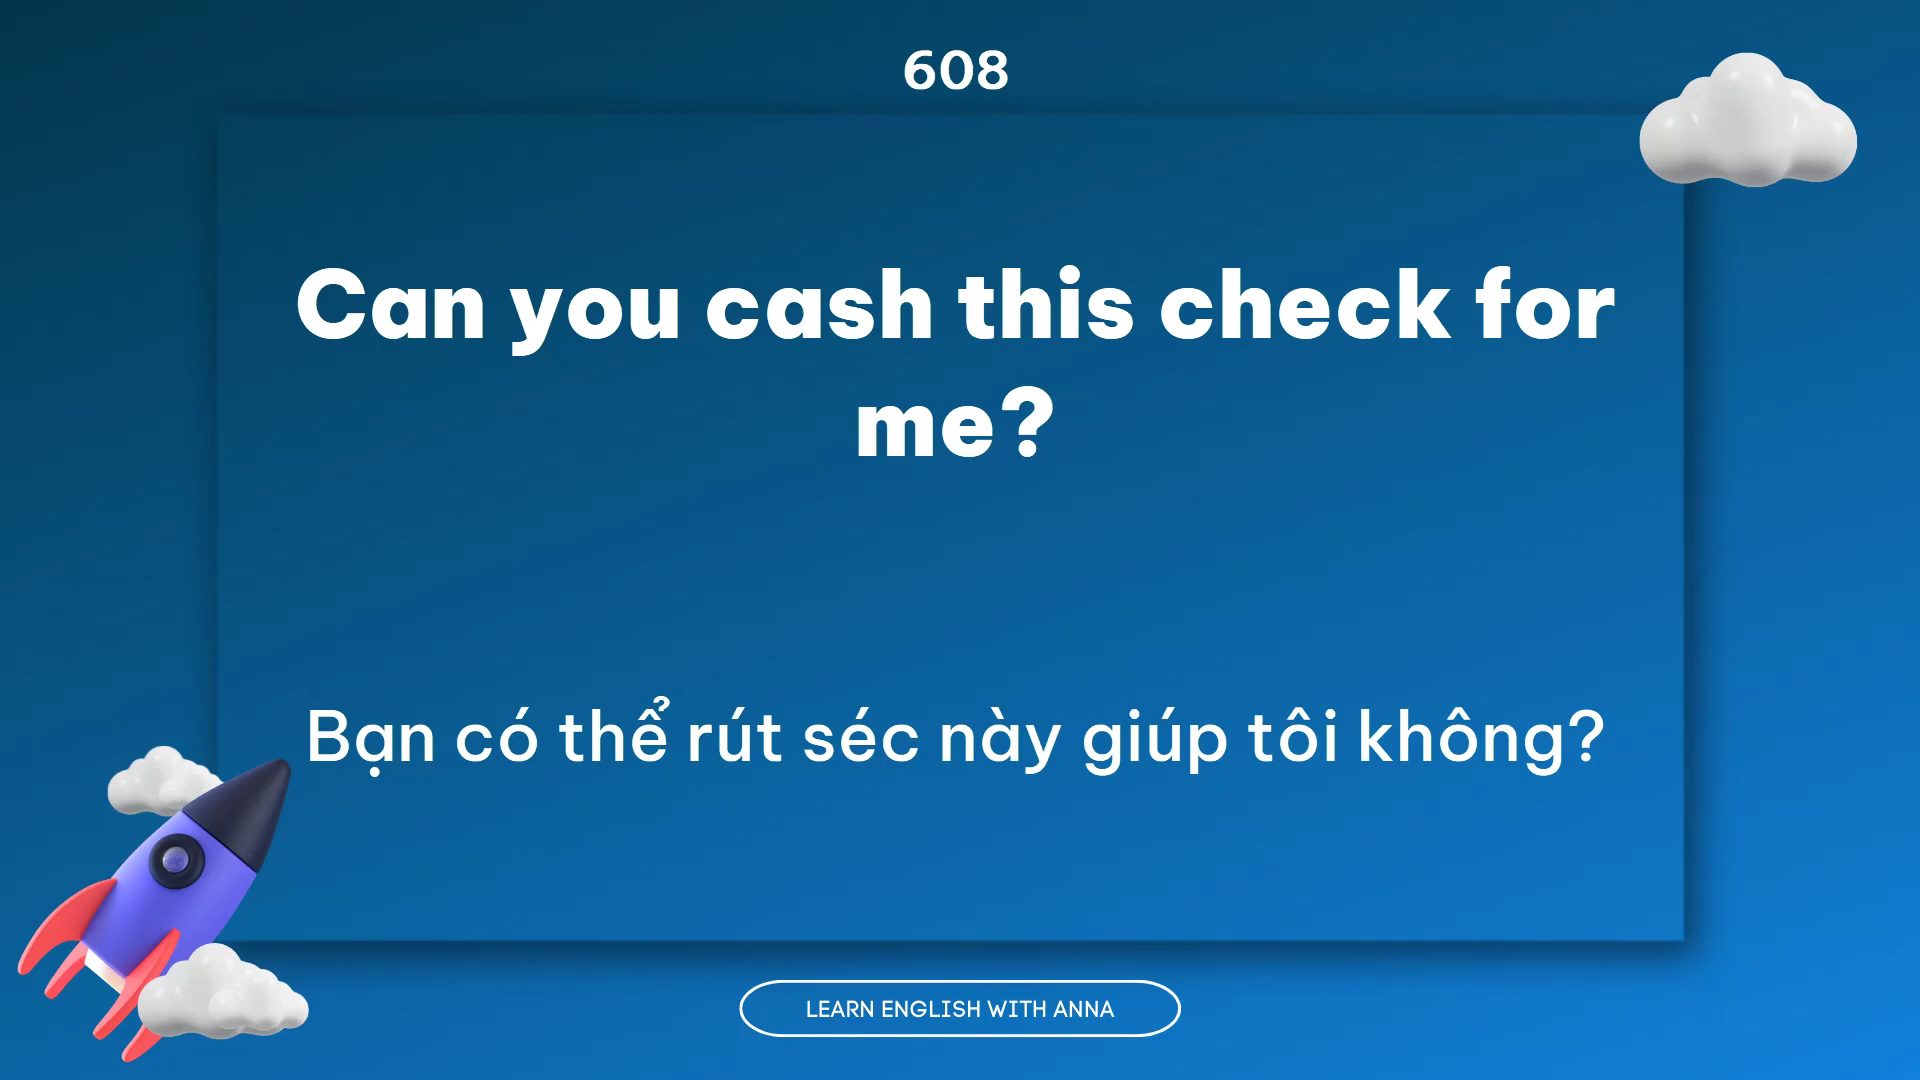 608
Can you cash this check for
me?
Bạn có thể rút séc này giúp tôi không?
LEARN ENGLISH WITH ANNA